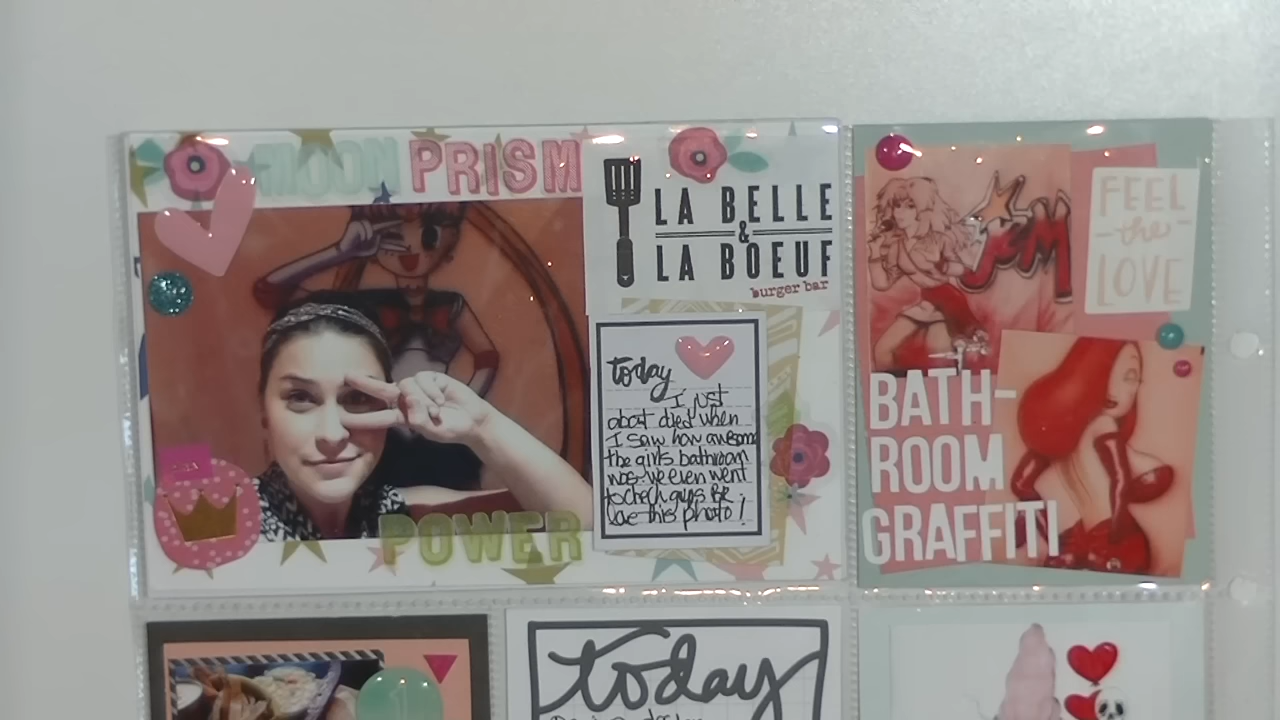 MOON PRISM
POWER
LA BELLE
&
LA BOEUF
burger bar
today
I just
about died when
I saw how awesome
the girls bathroom
was. we even went
to check guys BR.
love this photo!
JEM
FEEL
the
LOVE
BATH-
ROOM
GRAFFITI
today